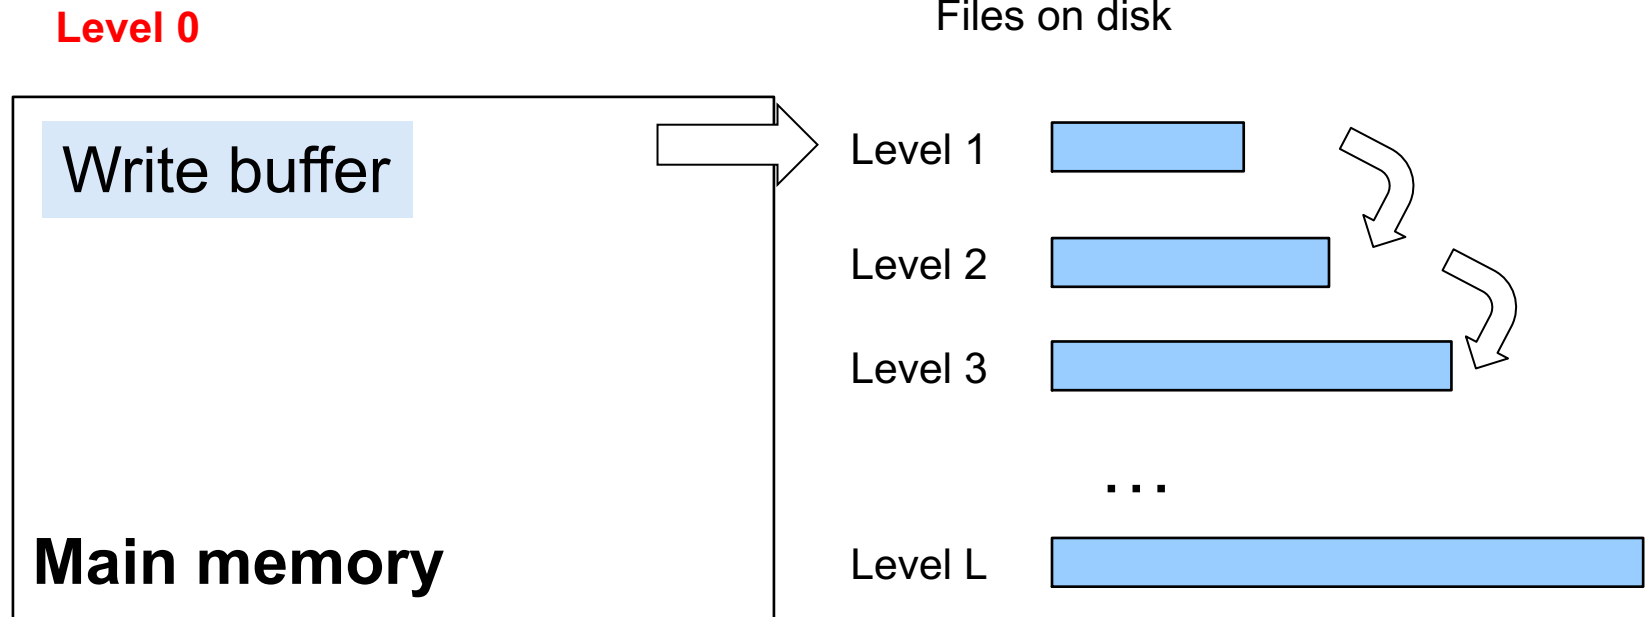 Level 0
Files on disk
Write buffer
Level 1
Level 2
Level 3
...
Level L
Main memory